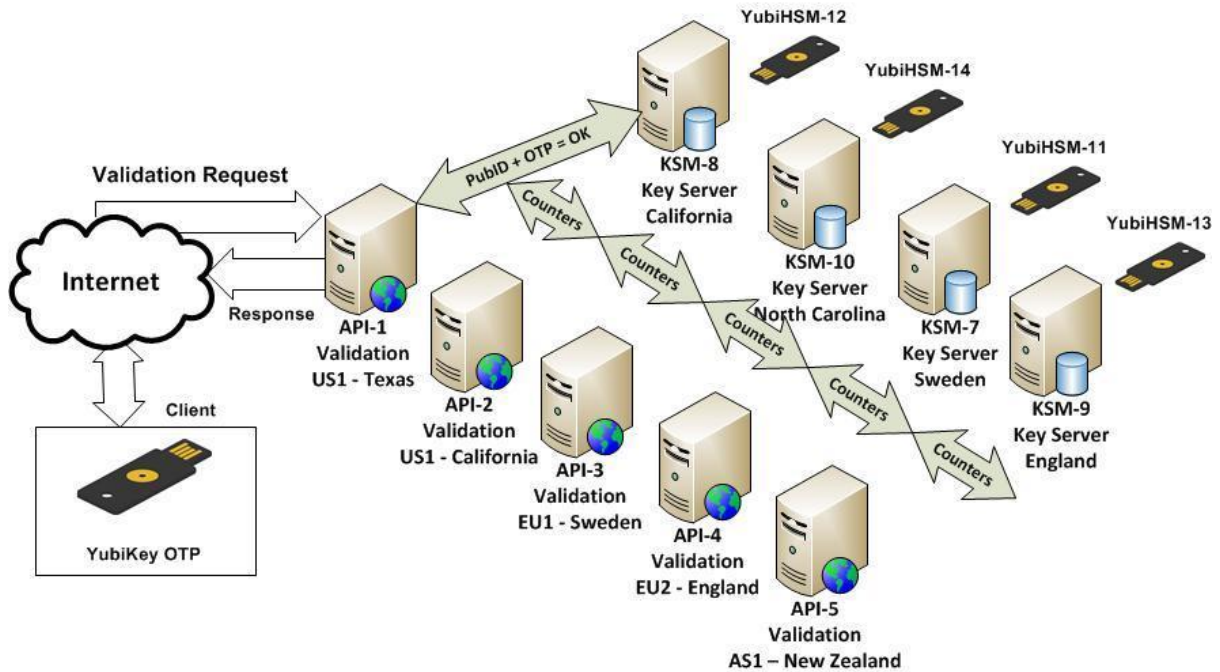 YubiHSM-12
YubiHSM-14
YubiHSM-11
YubiHSM-13
PubID + OTP = OK
KSM-8
Key Server
California
KSM-10
Key Server
North Carolina
KSM-7
Key Server
Sweden
KSM-9
Key Server
England
Validation Request
Internet
Response
Counters
Counters
Counters
Counters
Counters
API-1
Validation
US1 - Texas
API-2
Validation
US1 - California
API-3
Validation
EU1 - Sweden
API-4
Validation
EU2 - England
API-5
Validation
AS1 – New Zealand
Client
YubiKey OTP